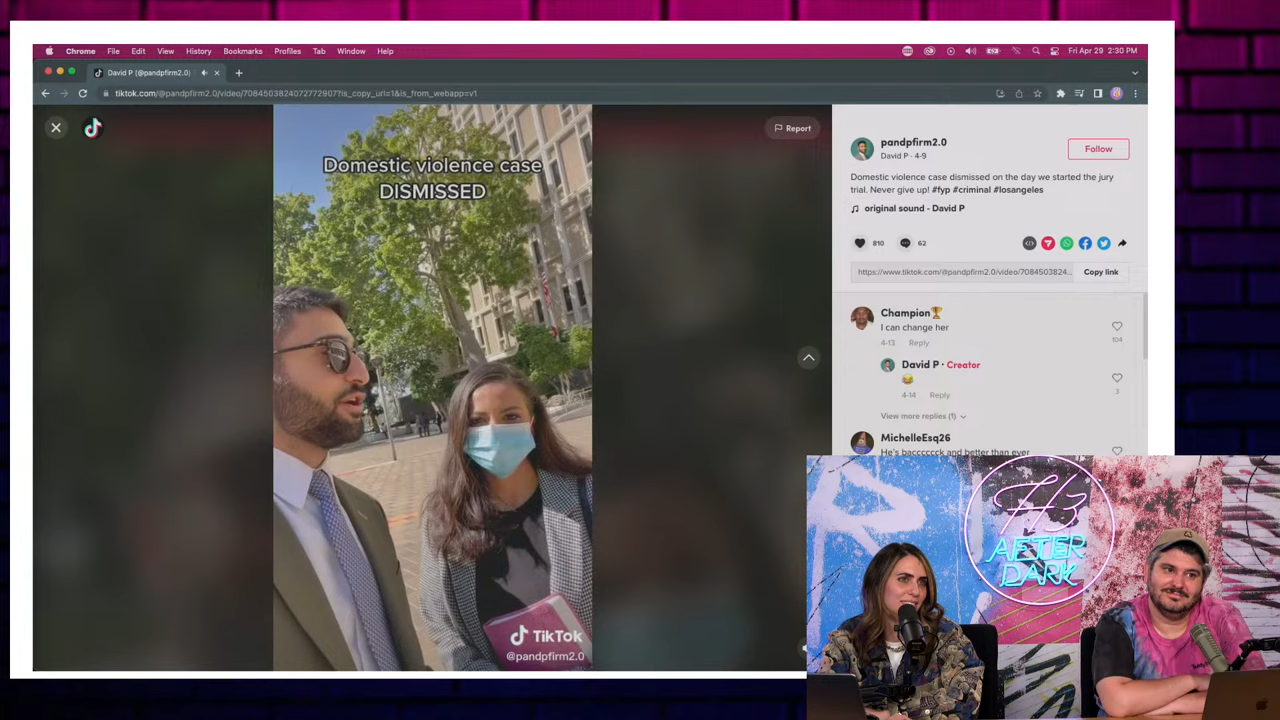 Chrome File Edit View History Bookmarks Profiles Tab Window Help
Fri Apr 29 2:30 PM
David P (@pandpfirm2.0)
tiktok.com/@pandpfirm2.0/video/7084503824072772907?is_copy_url=1&is_from_webapp=v1
Report
Domestic violence case
DISMISSED
TikTok
@pandpfirm2.0
pandpfirm2.0
David P · 4-9
Follow
Domestic violence case dismissed on the day we started the jury
trial. Never give up! #fyp #criminal #losangeles
original sound - David P
810
62
https://www.tiktok.com/@pandpfirm2.0/video/7084503824...
Copy link
Champion🏆
I can change her
4-13 Reply
104
David P · Creator
😂
4-14 Reply
3
View more replies (1)
MichelleEsq26
He's bacccccck and better than ever
H3
AFTER
DARK